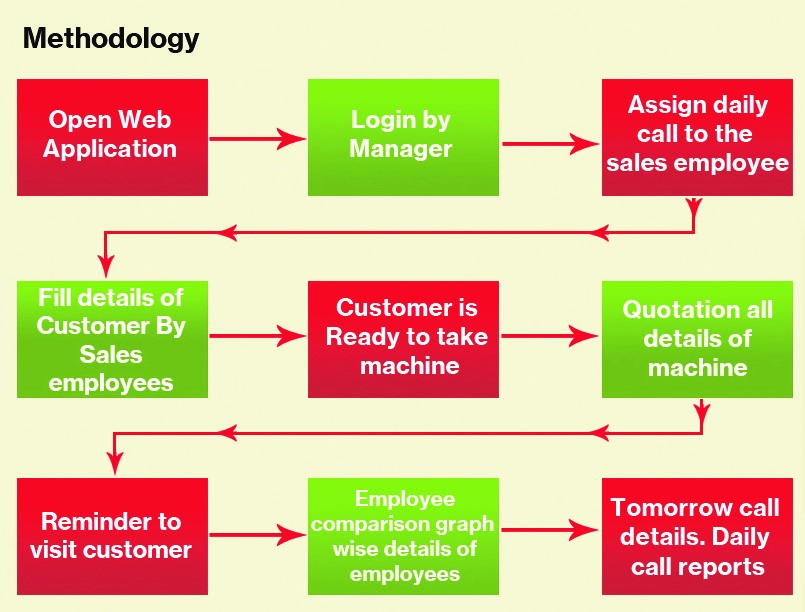 Methodology
Open Web
Application
Login by
Manager
Assign daily
call to the
sales employee
Fill details of
Customer By
Sales
employees
Customer is
Ready to take
machine
Quotation all
details of
machine
Reminder to
visit customer
Employee
comparison graph
wise details of
employees
Tomorrow call
details. Daily
call reports